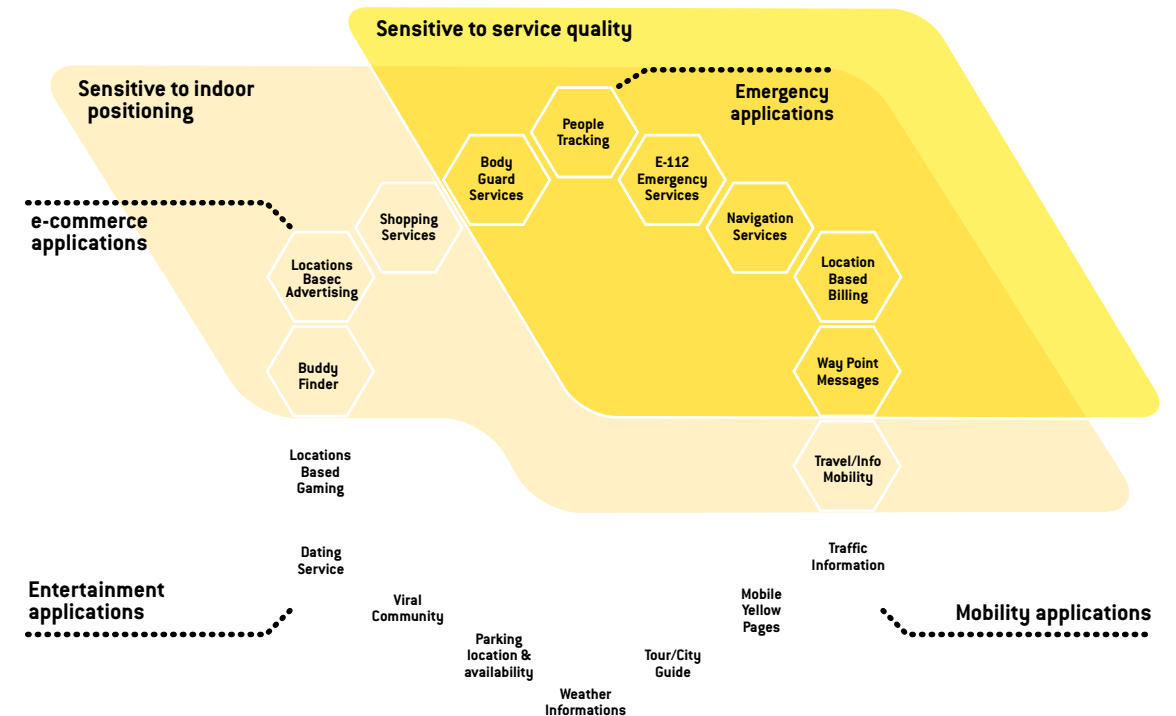 Sensitive to service quality
Sensitive to indoor
positioning
Emergency
applications
People
Tracking
Body
Guard
Services
E-112
Emergency
Services
e-commerce
applications
Shopping
Services
Navigation
Services
Locations
Basec
Advertising
Location
Based
Billing
Buddy
Finder
Way Point
Messages
Locations
Based
Gaming
Travel/Info
Mobility
Dating
Service
Traffic
Information
Entertainment
applications
Viral
Community
Mobile
Yellow
Pages
Mobility applications
Parking
location &
availability
Tour/City
Guide
Weather
Informations